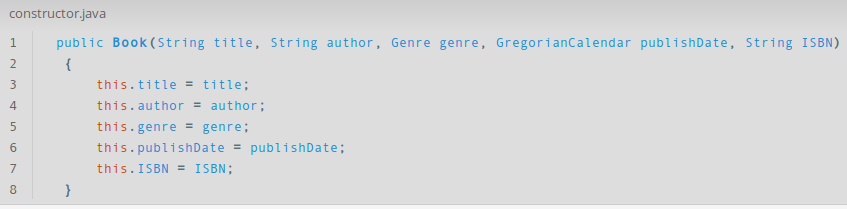 constructor.java
1 public Book(String title, String author, Genre genre, GregorianCalendar publishDate, String ISBN)
2 {
3 this.title = title;
4 this.author = author;
5 this.genre = genre;
6 this.publishDate = publishDate;
7 this.ISBN = ISBN;
8 }